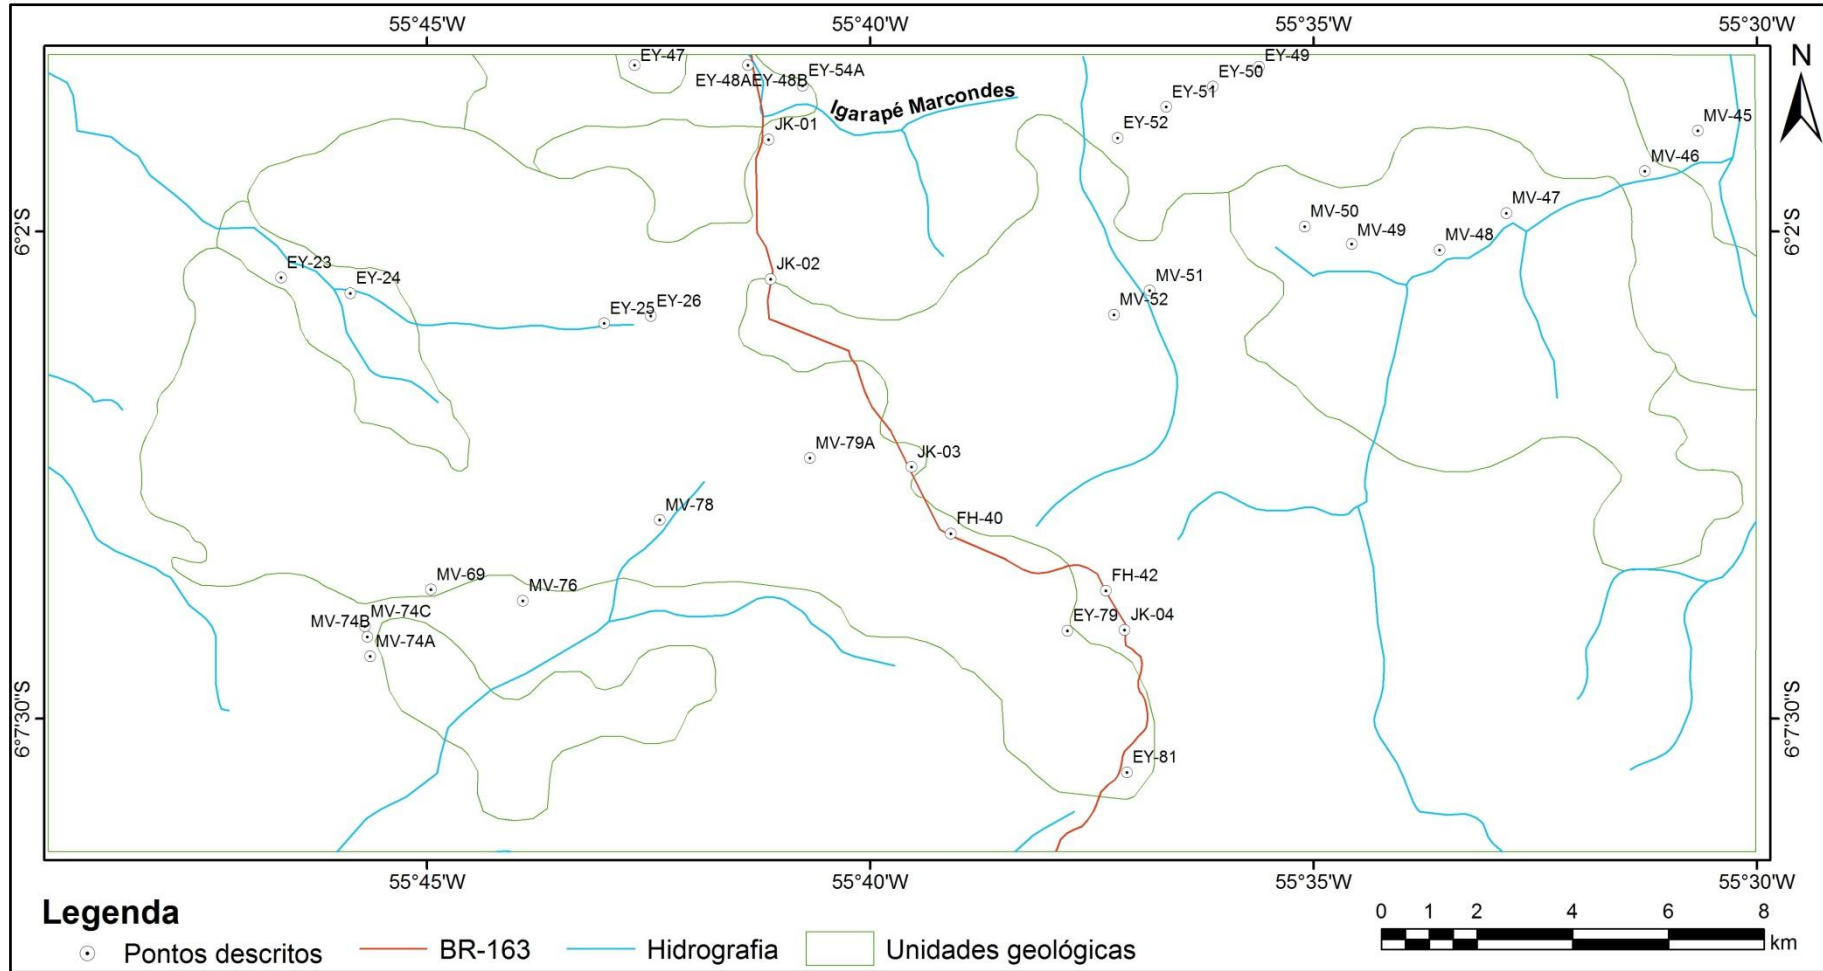 55°45'W 55°40'W 55°35'W 55°30'W
N
EY-47
EY-48A
EY-48B
EY-54A
EY-49
EY-50
EY-51
EY-52
Igarapé Marcondes
JK-01
MV-45
MV-46
MV-47
MV-50
MV-49
MV-48
6°2'S
6°2'S
EY-23
EY-24
JK-02
MV-51
MV-52
EY-25
EY-26
MV-79A
JK-03
MV-78
FH-40
MV-69
MV-76
FH-42
MV-74C
MV-74B
MV-74A
EY-79
JK-04
6°7'30"S
6°7'30"S
EY-81
55°45'W 55°40'W 55°35'W 55°30'W
Legenda
Pontos descritos BR-163 Hidrografia Unidades geológicas
0 1 2 4 6 8
km